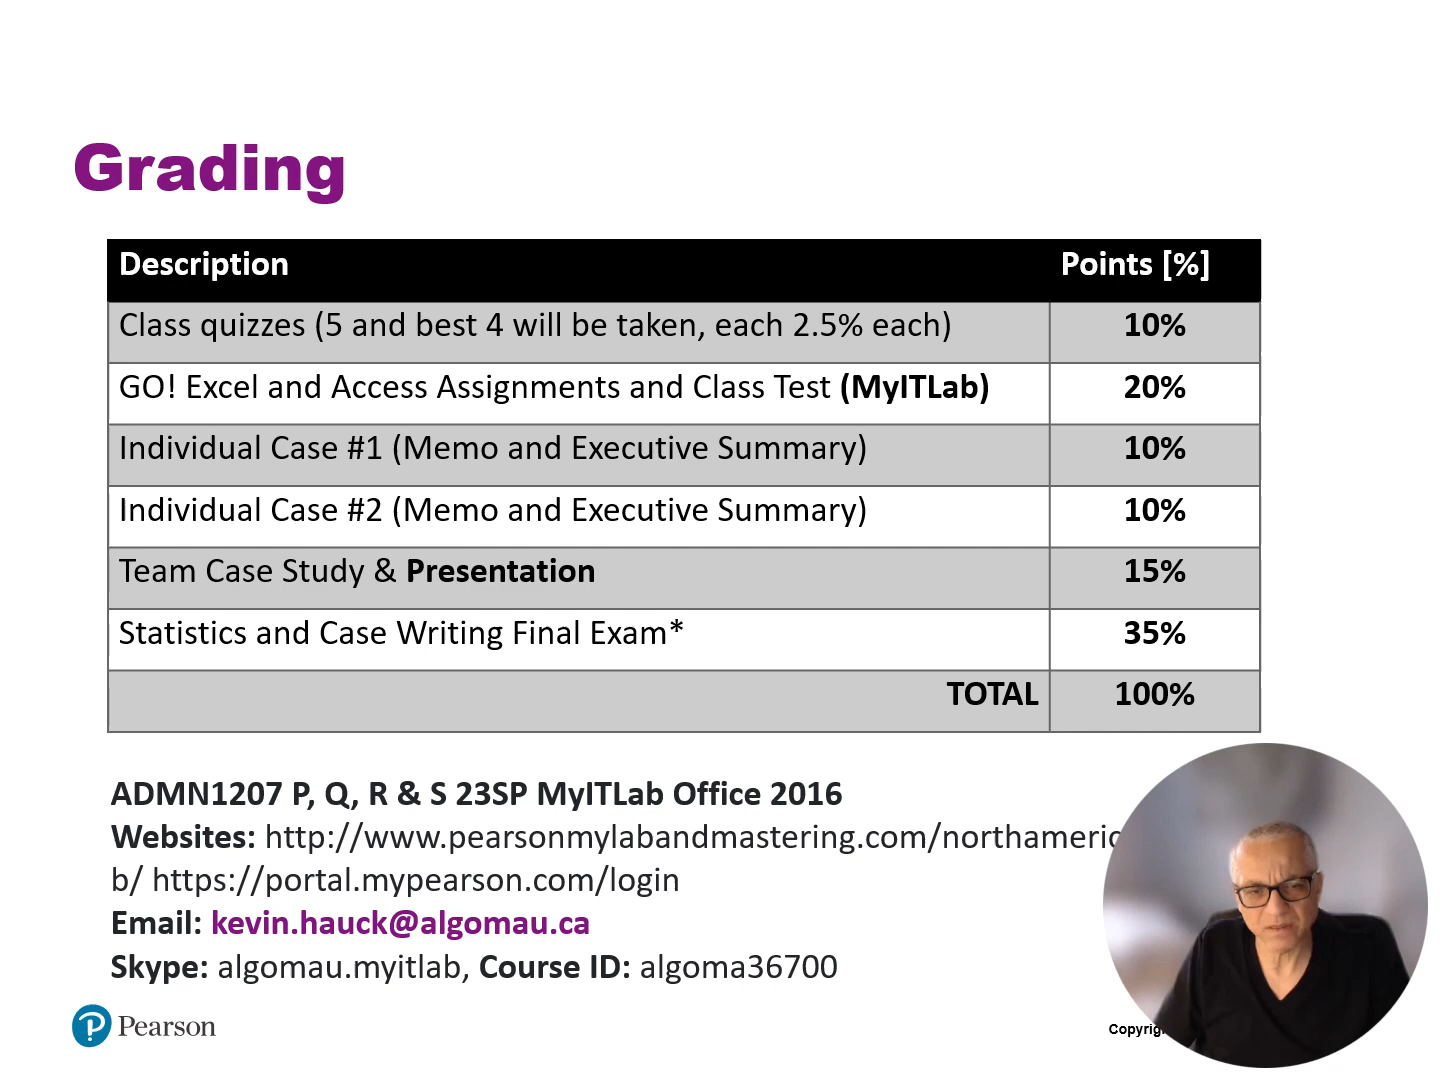 Grading
Description Points [%]
Class quizzes (5 and best 4 will be taken, each 2.5% each) 10%
GO! Excel and Access Assignments and Class Test (MyITLab) 20%
Individual Case #1 (Memo and Executive Summary) 10%
Individual Case #2 (Memo and Executive Summary) 10%
Team Case Study & Presentation 15%
Statistics and Case Writing Final Exam* 35%
TOTAL 100%
ADMN1207 P, Q, R & S 23SP MyITLab Office 2016
Websites: http://www.pearsonmylabandmastering.com/northameric
b/ https://portal.mypearson.com/login
Email: kevin.hauck@algomau.ca
Skype: algomau.myitlab, Course ID: algoma36700
Pearson